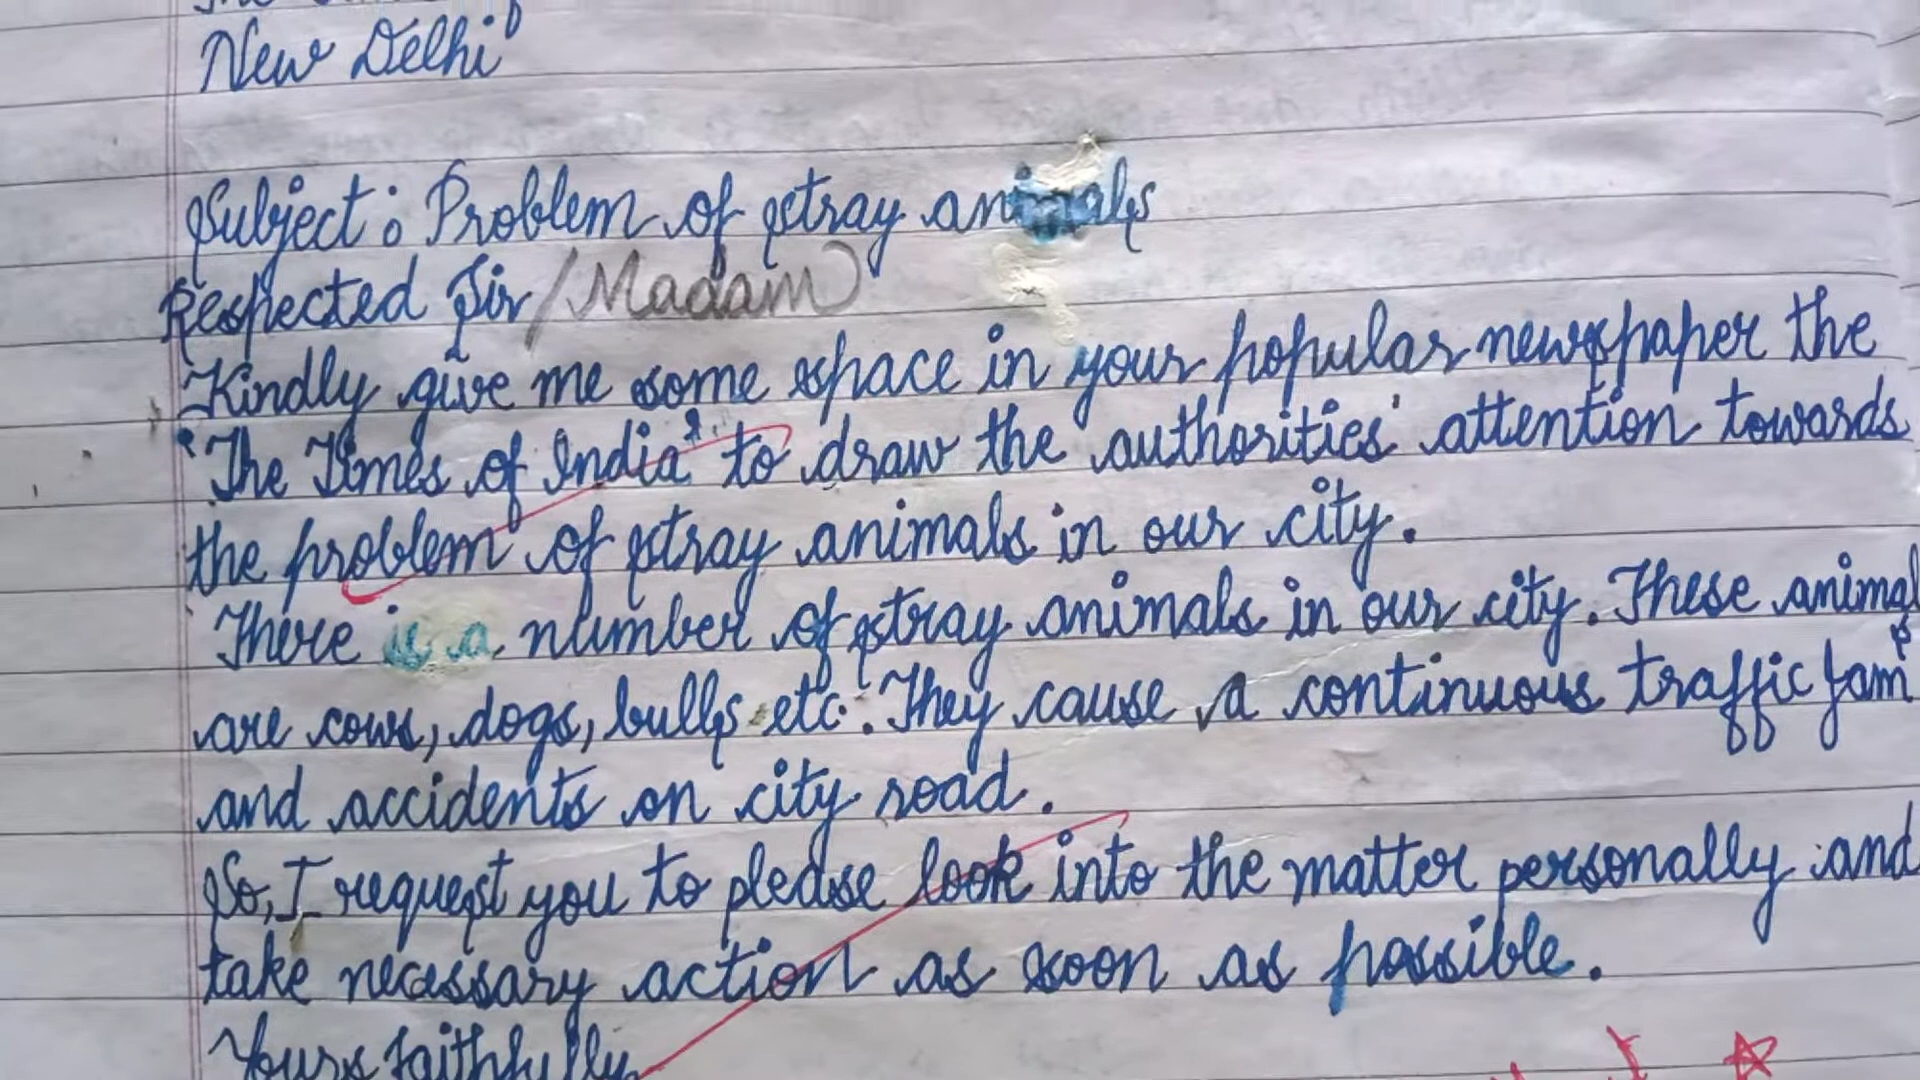 New Delhi
Subject: Problem of stray animals
Respected Sir/Madam
Kindly give me some space in your popular newspaper the
'The Times of India' to draw the authorities' attention towards
the problem of stray animals in our city.
There is a number of stray animals in our city. These animals
are cows, dogs, bulls etc. They cause a continuous traffic jam
and accidents on city road.
So, I request you to please look into the matter personally and
take necessary action as soon as possible.
Yours faithfully